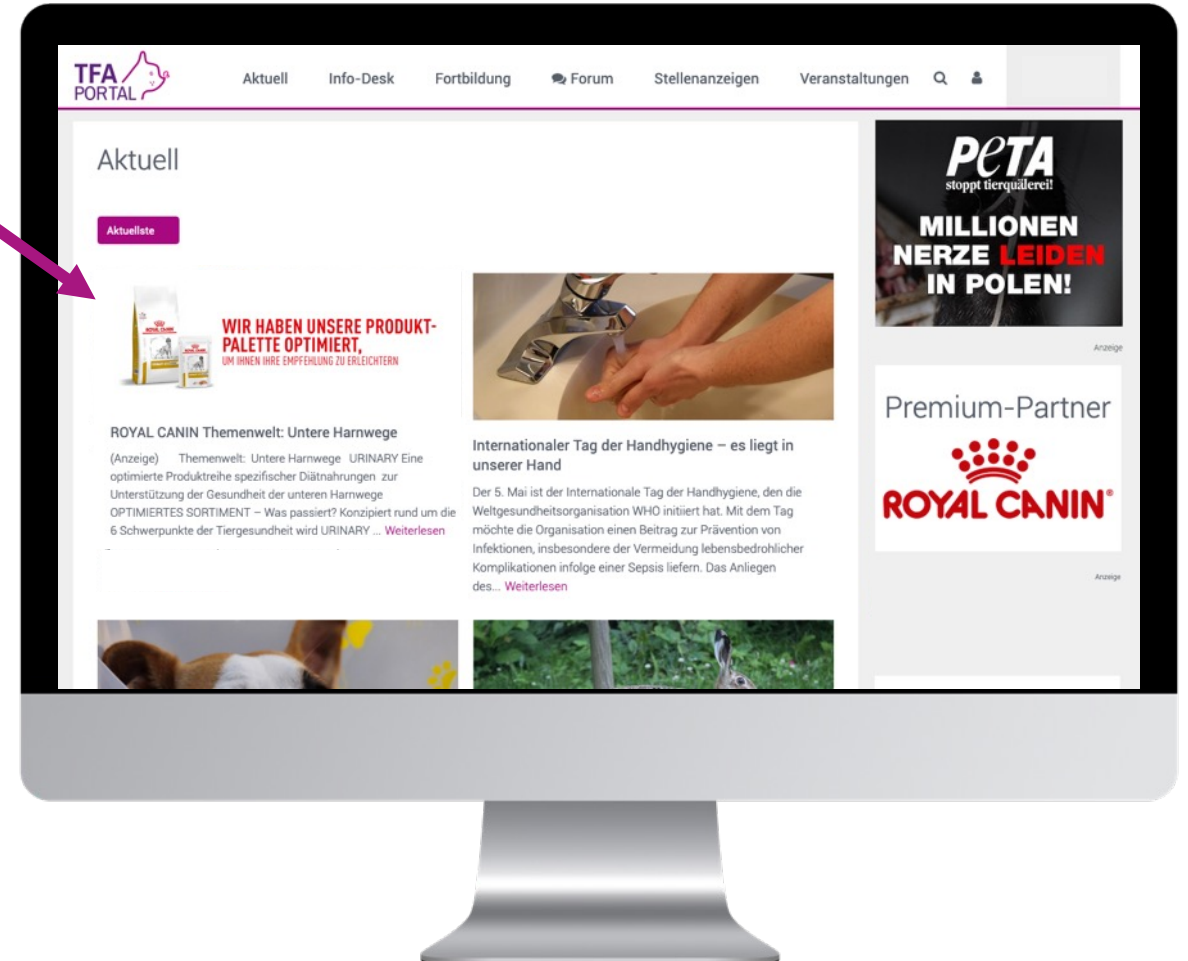 TFA
PORTAL
Aktuell Info-Desk Fortbildung Forum Stellenanzeigen Veranstaltungen
Aktuell
Aktuellste
WIR HABEN UNSERE PRODUKT-
PALETTE OPTIMIERT,
UM IHNEN IHRE EMPFEHLUNG ZU ERLEICHTERN
ROYAL CANIN Themenwelt: Untere Harnwege
(Anzeige) Themenwelt: Untere Harnwege URINARY Eine
optimierte Produktreihe spezifischer Diätnahrungen zur
Unterstützung der Gesundheit der unteren Harnwege
OPTIMIERTES SORTIMENT – Was passiert? Konzipiert rund um die
6 Schwerpunkte der Tiergesundheit wird URINARY ... Weiterlesen
Internationaler Tag der Handhygiene – es liegt in
unserer Hand
Der 5. Mai ist der Internationale Tag der Handhygiene, den die
Weltgesundheitsorganisation WHO initiiert hat. Mit dem Tag
möchte die Organisation einen Beitrag zur Prävention von
Infektionen, insbesondere der Vermeidung lebensbedrohlicher
Komplikationen infolge einer Sepsis liefern. Das Anliegen
des... Weiterlesen
PeTA
stoppt tierquälerei!
MILLIONEN
NERZE LEIDEN
IN POLEN!
Anzeige
Premium-Partner
ROYAL CANIN®
Anzeige